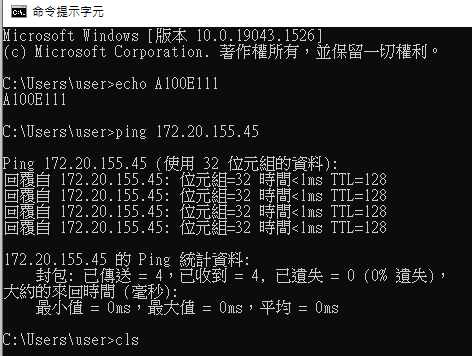 命令提示字元
Microsoft Windows [版本 10.0.19043.1526]
(c) Microsoft Corporation. 著作權所有，並保留一切權利。
C:\Users\user>echo A100E111
A100E111
C:\Users\user>ping 172.20.155.45
Ping 172.20.155.45 (使用 32 位元組的資料):
回覆自 172.20.155.45: 位元組=32 時間<1ms TTL=128
回覆自 172.20.155.45: 位元組=32 時間<1ms TTL=128
回覆自 172.20.155.45: 位元組=32 時間<1ms TTL=128
回覆自 172.20.155.45: 位元組=32 時間<1ms TTL=128
172.20.155.45 的 Ping 統計資料:
封包: 已傳送 = 4，已收到 = 4, 已遺失 = 0 (0% 遺失)，
大約的來回時間 (毫秒):
最小值 = 0ms，最大值 = 0ms，平均 = 0ms
C:\Users\user>cls